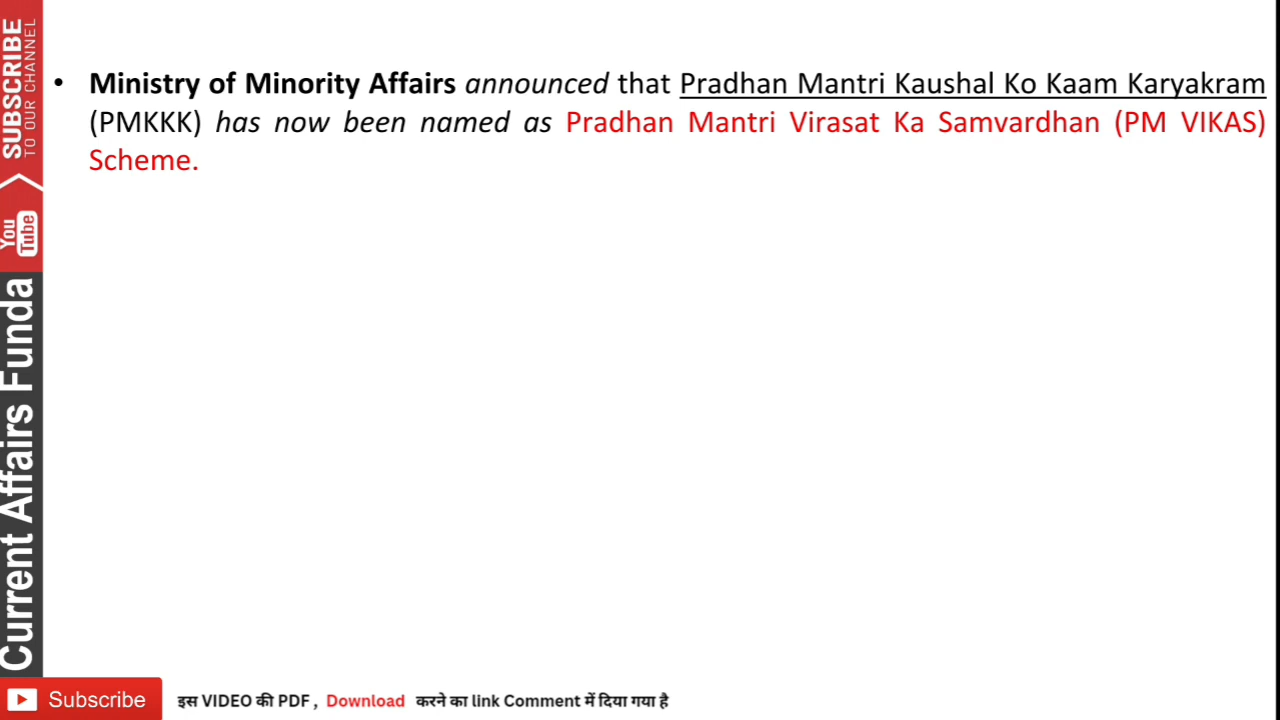 SUBSCRIBE
TO OUR CHANNEL
You
Tube
Current Affairs Funda
• Ministry of Minority Affairs announced that Pradhan Mantri Kaushal Ko Kaam Karyakram
(PMKKK) has now been named as Pradhan Mantri Virasat Ka Samvardhan (PM VIKAS)
Scheme.
Subscribe
इस VIDEO की PDF , Download करने का link Comment में दिया गया है